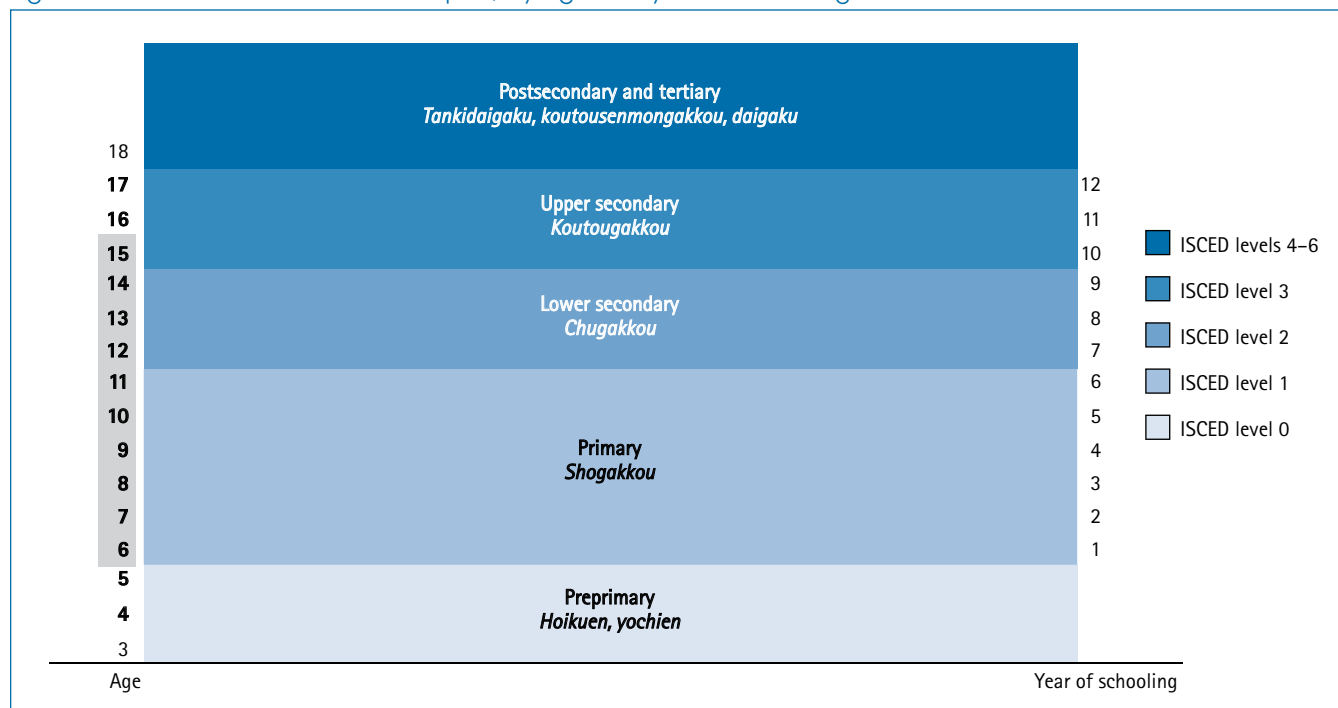 Postsecondary and tertiary
Tankidaigaku, koutousenmongakkou, daigaku
18
17
12
Upper secondary
16
11
Koutougakkou
ISCED levels 4–6
15
10
14
9
ISCED level 3
Lower secondary
13
8
Chugakkou
ISCED level 2
12
7
11
6
ISCED level 1
10
5
ISCED level 0
Primary
9
4
Shogakkou
8
3
7
2
6
1
5
Preprimary
4
Hoikuen, yochien
3
Age
Year of schooling